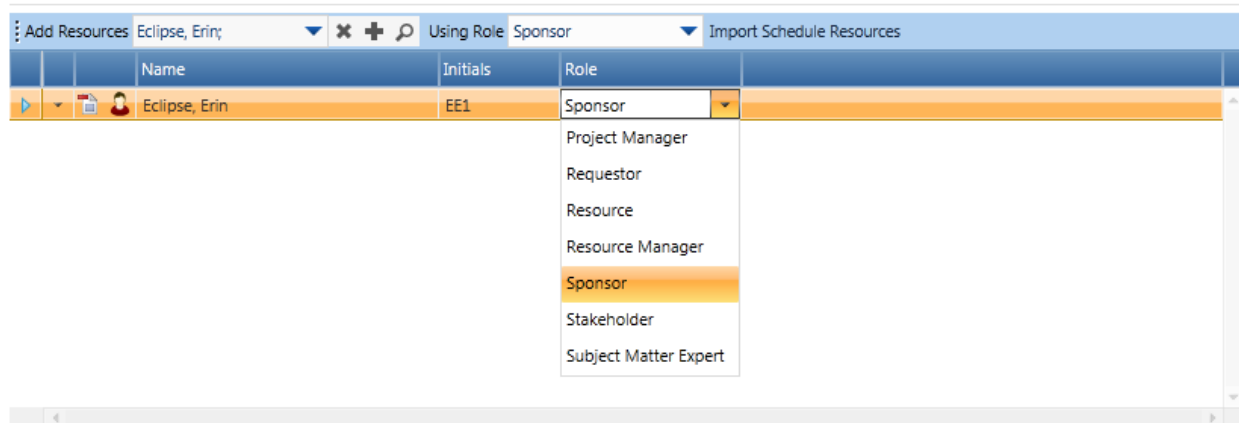 Add Resources Eclipse, Erin; Using Role Sponsor Import Schedule Resources
Name Initials Role
Eclipse, Erin EE1 Sponsor
Project Manager
Requestor
Resource
Resource Manager
Sponsor
Stakeholder
Subject Matter Expert